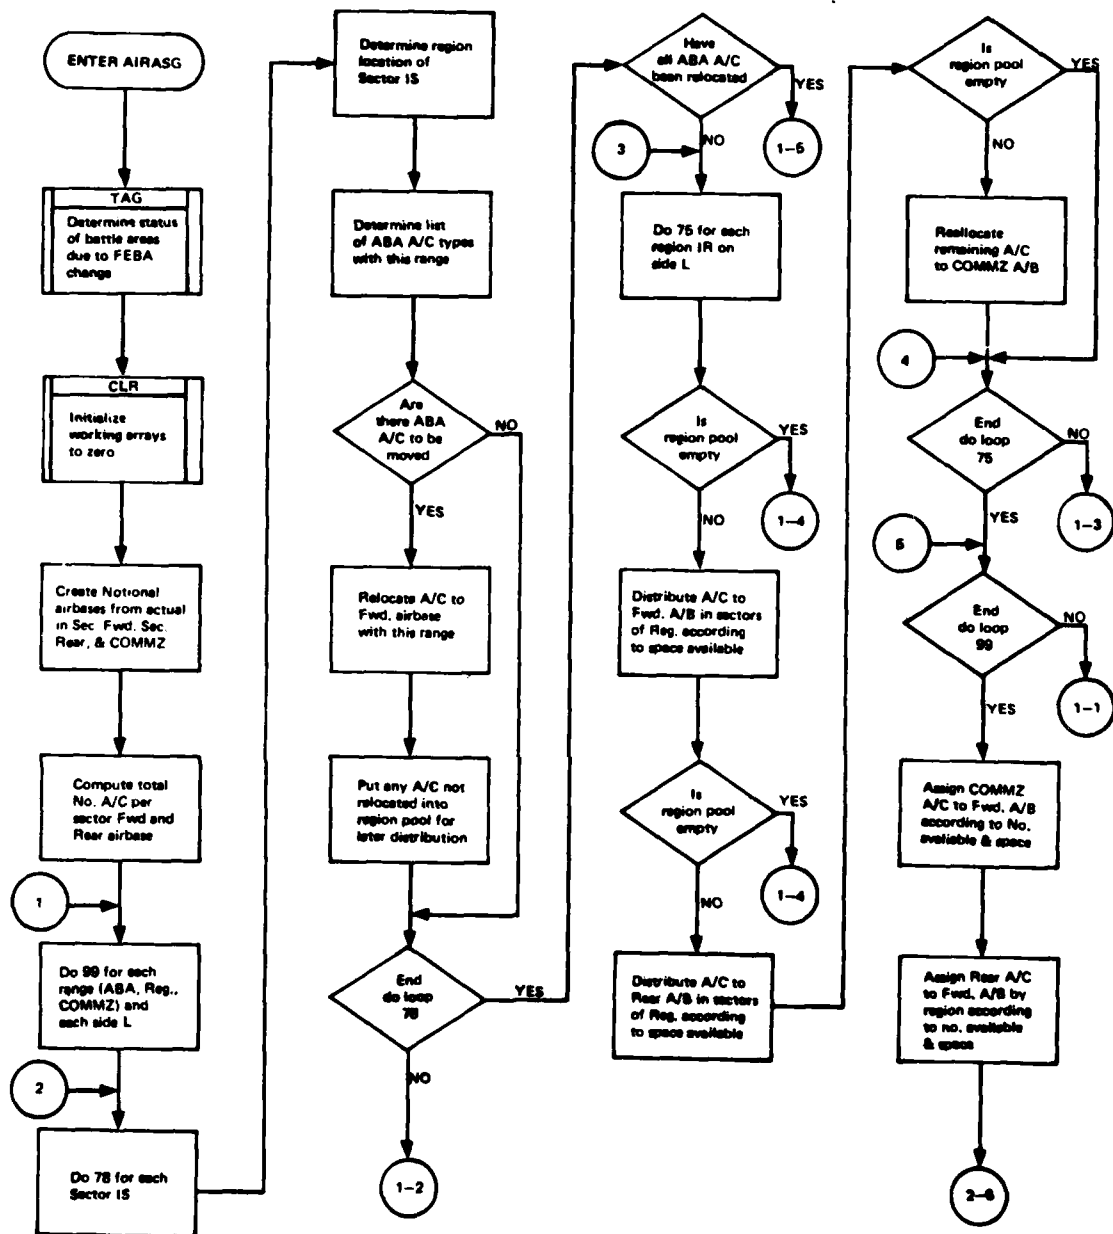 ENTER AIRASG
TAG
Determine status
of battle areas
due to FEBA
change
CLR
Initialize
working arrays
to zero
Create Notional
airbases from actual
in Sec Fwd. Sec.
Rear, & COMMZ
Compute total
No. A/C per
sector Fwd and
Rear airbase
1
Do 99 for each
range (ABA, Reg.,
COMMZ) and
each side L
2
Do 78 for each
Sector IS
Determine region
location of
Sector IS
Determine list
of ABA A/C types
with this range
Are
there ABA
A/C to be
moved
NO
YES
Relocate A/C to
Fwd. airbase
with this range
Put any A/C not
relocated into
region pool for
later distribution
End
do loop
78
YES
NO
1-2
Have
all ABA A/C
been relocated
YES
1-5
NO
3
Do 75 for each
region IR on
side L
Is
region pool
empty
YES
1-4
NO
Distribute A/C to
Fwd. A/B in sectors
of Reg. according
to space available
Is
region pool
empty
YES
1-4
NO
Distribute A/C to
Rear A/B in sectors
of Reg. according
to space available
Is
region pool
empty
YES
NO
Reallocate
remaining A/C
to COMMZ A/B
4
End
do loop
75
NO
1-3
YES
5
End
do loop
99
NO
1-1
YES
Assign COMMZ
A/C to Fwd. A/B
according to No.
available & space
Assign Rear A/C
to Fwd. A/B by
region according
to no. available
& space
2-6